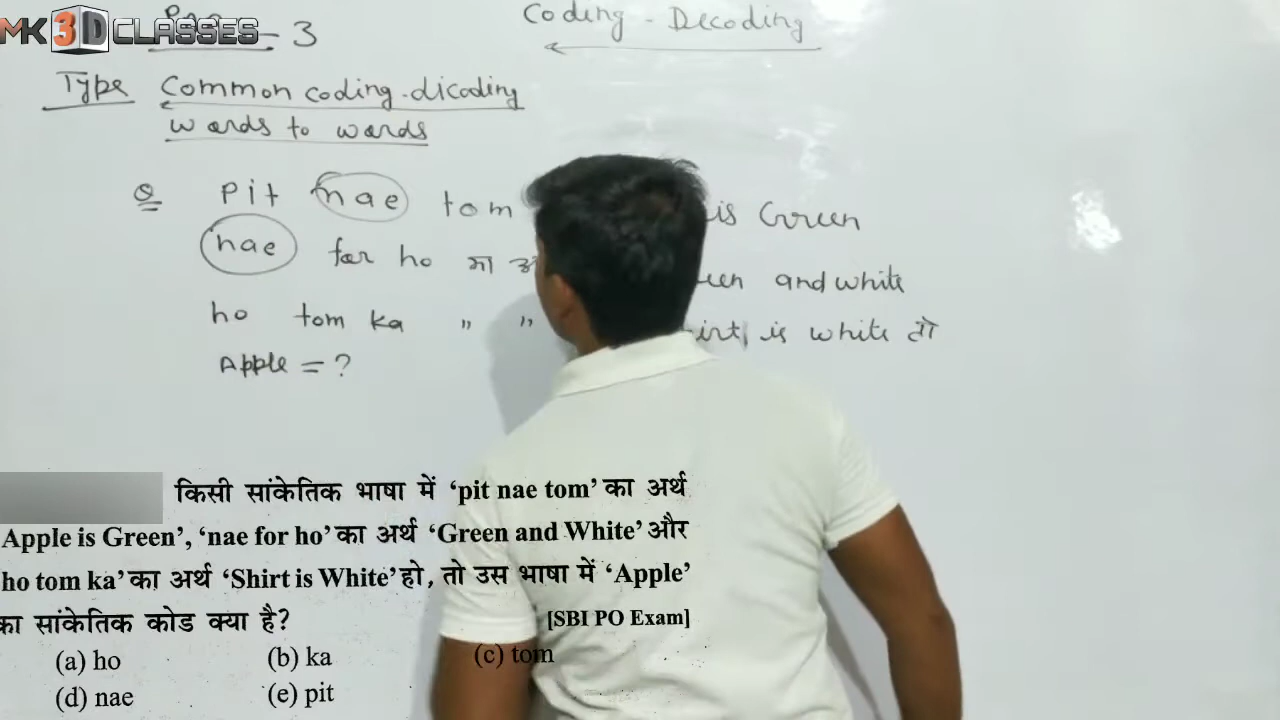 MK 3D CLASSES - 3
Coding - Decoding
Type Common coding-dicoding
words to words
Q Pit nae tom is Green
nae for ho का and white
ho tom ka " " is white तो
Apple = ?
किसी सांकेतिक भाषा में ‘pit nae tom’ का अर्थ
Apple is Green’, ‘nae for ho’ का अर्थ ‘Green and White’ और
ho tom ka’ का अर्थ ‘Shirt is White’ हो, तो उस भाषा में ‘Apple’
का सांकेतिक कोड क्या है?
[SBI PO Exam]
(a) ho (b) ka (c) tom
(d) nae (e) pit